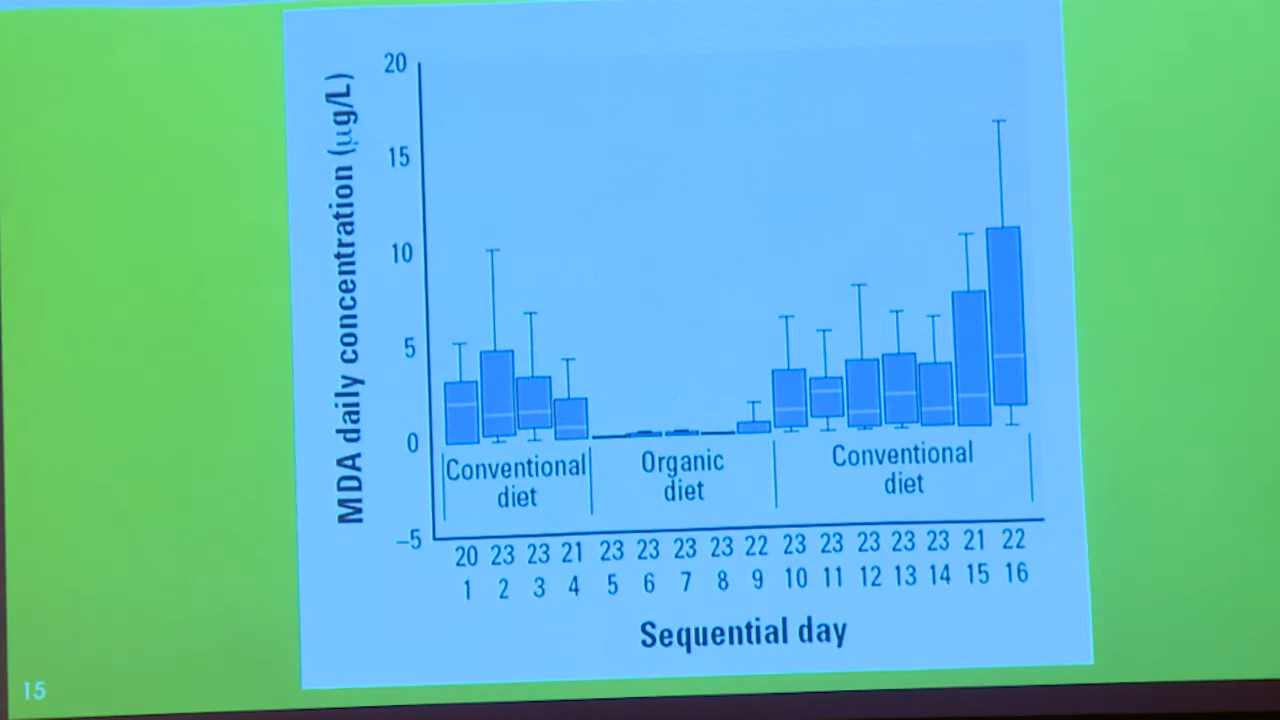 MDA daily concentration (µg/L)
20
15
10
5
0
–5
Conventional
diet
Organic
diet
Conventional
diet
20 23 23 21 23 23 23 23 22 23 23 23 23 23 21 22
1 2 3 4 5 6 7 8 9 10 11 12 13 14 15 16
Sequential day
15